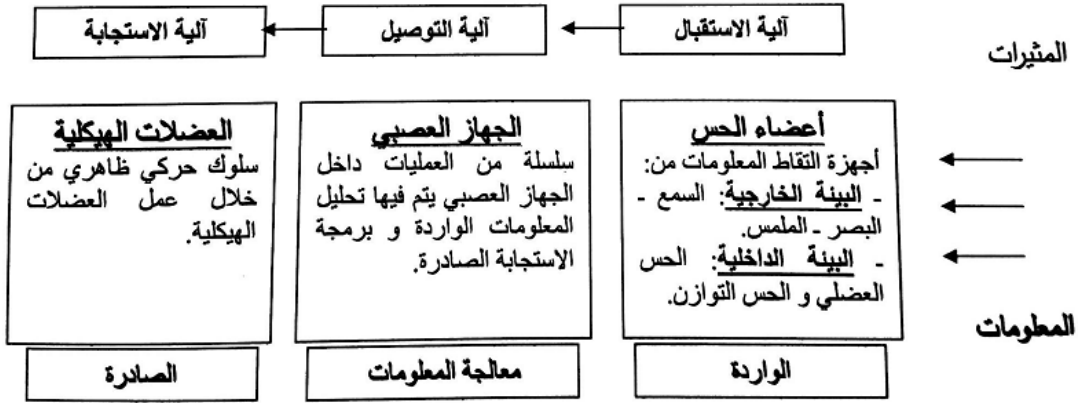 المثيرات
آلية الاستقبال
آلية التوصيل
آلية الاستجابة
أعضاء الحس
أجهزة التقاط المعلومات من:
- البيئة الخارجية: السمع -
البصر - الملمس.
- البيئة الداخلية: الحس
العضلي و الحس التوازن.
الجهاز العصبي
سلسلة من العمليات داخل
الجهاز العصبي يتم فيها تحليل
المعلومات الواردة و برمجة
الاستجابة الصادرة.
العضلات الهيكلية
سلوك حركي ظاهري من
خلال عمل العضلات
الهيكلية.
المعلومات
الواردة
معالجة المعلومات
الصادرة